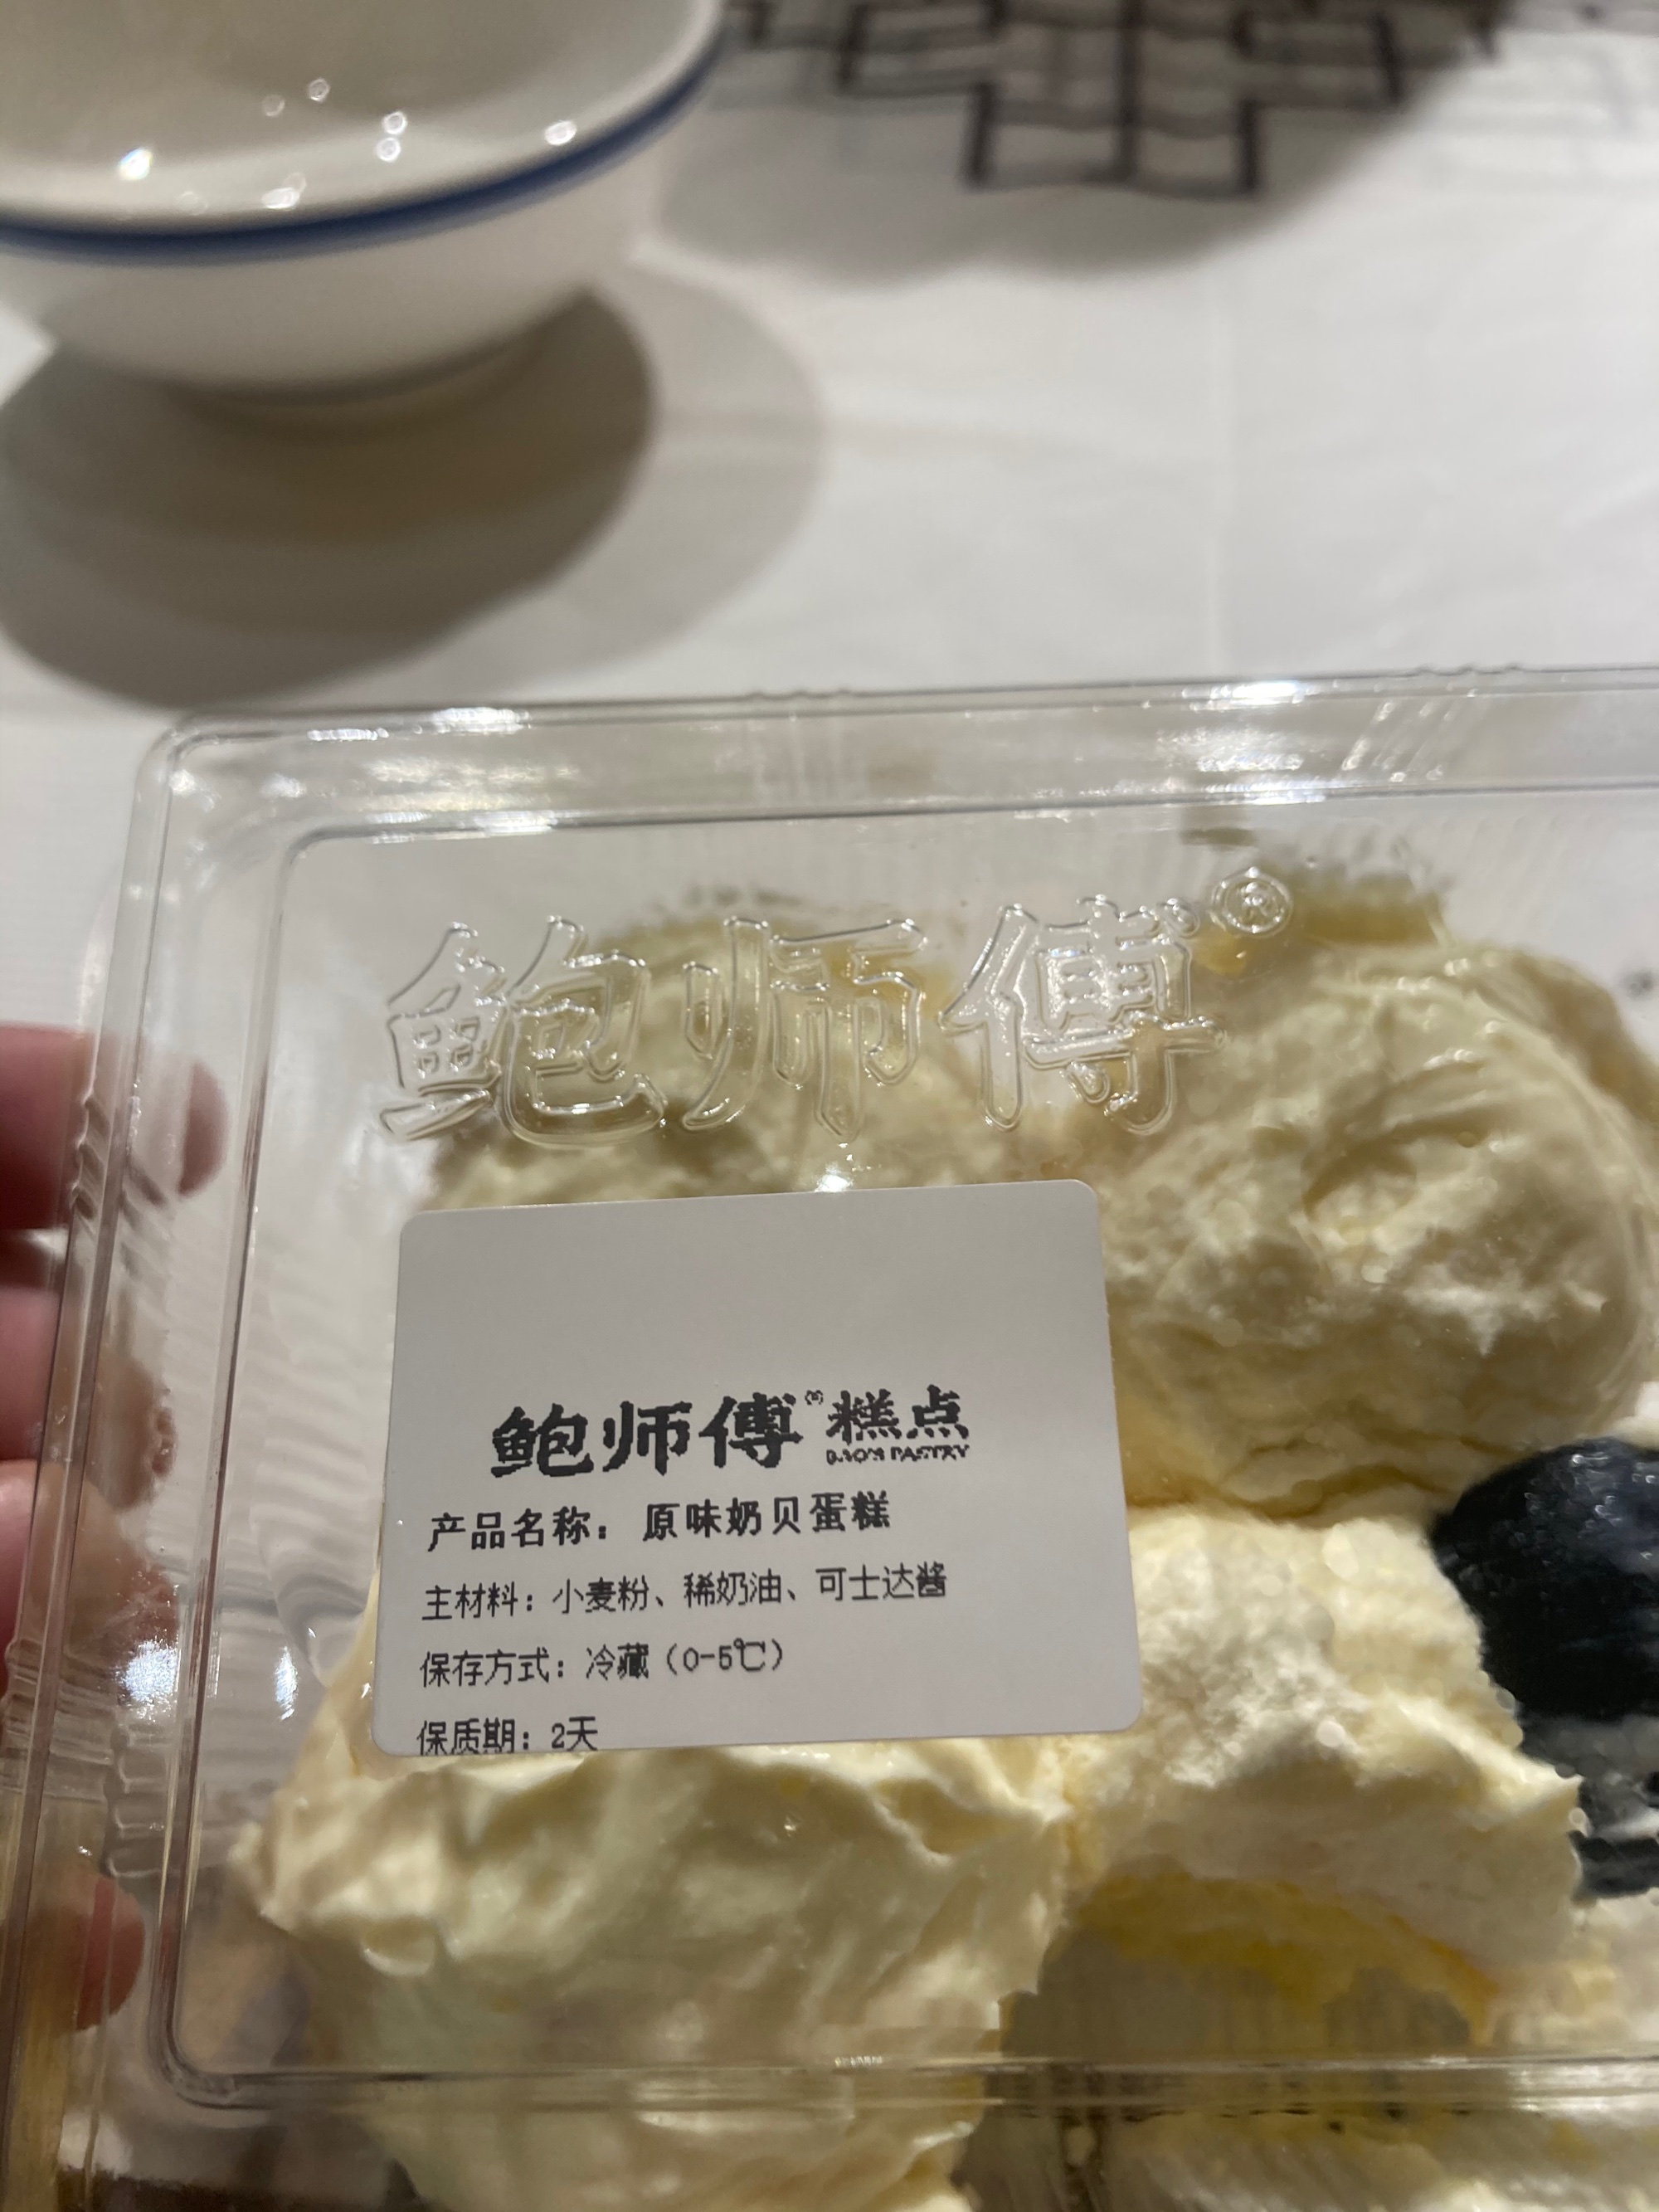 鲍师傅®
鲍师傅®糕点
BAO'S PASTRY
产品名称：原味奶贝蛋糕
主材料：小麦粉、稀奶油、可士达酱
保存方式：冷藏（0-5℃）
保质期：2天